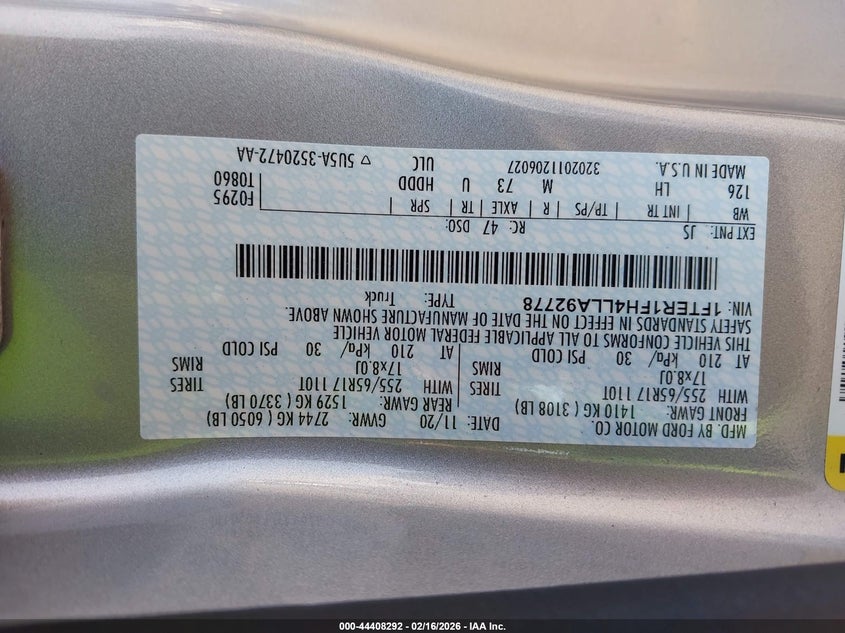 MFD. BY FORD MOTOR CO.
DATE: 11/20 GVWR: 2744 KG ( 6050 LB)
FRONT GAWR: 1410 KG ( 3108 LB) REAR GAWR: 1529 KG ( 3370 LB)
WITH 255/65R17 110T TIRES WITH 255/65R17 110T TIRES
17x8.0J RIMS 17x8.0J RIMS
AT 210 kPa/ 30 PSI COLD AT 210 kPa/ 30 PSI COLD
THIS VEHICLE CONFORMS TO ALL APPLICABLE FEDERAL MOTOR VEHICLE
SAFETY STANDARDS IN EFFECT ON THE DATE OF MANUFACTURE SHOWN ABOVE.
VIN: 1FTER1FH4LLA92778 TYPE: Truck
EXT PNT: JS RC: 47 DSO:
WB INT TR TP/PS R AXLE TR SPR F0295
126 LH M 73 U HDDD T0860
MADE IN U.S.A. 320201120​6027 ULC ▽ 5U5A-3520472-AA
000-44408292 - 02/16/2026 - IAA Inc.